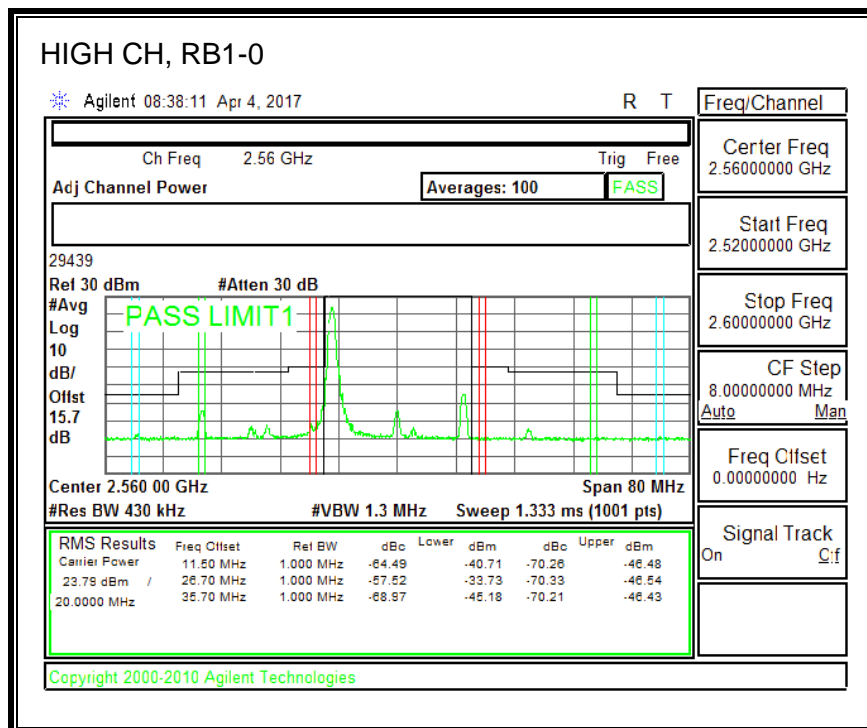 HIGH CH, RB1-0
Agilent 08:38:11 Apr 4, 2017 R T
Freq/Channel
Ch Freq 2.56 GHz Trig Free
Adj Channel Power Averages: 100 PASS
Center Freq
2.56000000 GHz
Start Freq
2.52000000 GHz
Stop Freq
2.60000000 GHz
CF Step
8.00000000 MHz
Auto Man
Freq Offset
0.00000000 Hz
Signal Track
On Off
29439
Ref 30 dBm #Atten 30 dB
#Avg
Log
10
dB/
Offst
15.7
dB
PASS LIMIT1
Center 2.560 00 GHz Span 80 MHz
#Res BW 430 kHz #VBW 1.3 MHz Sweep 1.333 ms (1001 pts)
RMS Results Freq Offset Ref BW dBc Lower dBm dBc Upper dBm
Carrier Power 11.50 MHz 1.000 MHz -64.49 -40.71 -70.26 -46.48
23.79 dBm / 26.70 MHz 1.000 MHz -57.52 -33.73 -70.33 -46.54
20.0000 MHz 35.70 MHz 1.000 MHz -68.97 -45.18 -70.21 -46.43
Copyright 2000-2010 Agilent Technologies